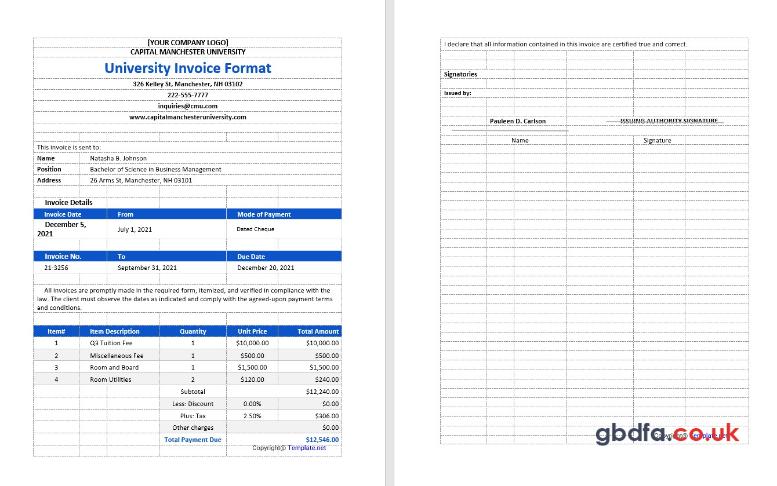 [YOUR COMPANY LOGO]
CAPITAL MANCHESTER UNIVERSITY
University Invoice Format
326 Kelley St, Manchester, NH 03102
222-555-7777
inquiries@cmu.com
www.capitalmanchesteruniversity.com
This invoice is sent to:
Name Natasha B. Johnson
Position Bachelor of Science in Business Management
Address 26 Arms St, Manchester, NH 03101
Invoice Details
Invoice Date From Mode of Payment
December 5, 2021 July 1, 2021 Dated Cheque
Invoice No. To Due Date
21-3256 September 31, 2021 December 20, 2021
All invoices are promptly made in the required form, itemized, and verified in compliance with the
law. The client must observe the dates as indicated and comply with the agreed-upon payment terms
and conditions.
Item# Item Description Quantity Unit Price Total Amount
1 Q3 Tuition Fee 1 $10,000.00 $10,000.00
2 Miscellaneous Fee 1 $500.00 $500.00
3 Room and Board 1 $1,500.00 $1,500.00
4 Room Utilities 2 $120.00 $240.00
Subtotal $12,240.00
Less: Discount 0.00% $0.00
Plus: Tax 2.50% $306.00
Other charges $0.00
Total Payment Due $12,546.00
Copyright@ Template.net
I declare that all information contained in this invoice are certified true and correct.
Signatories
Issued by:
Pauleen D. Carlson ISSUING AUTHORITY SIGNATURE
Name Signature
gbdfa.co.uk